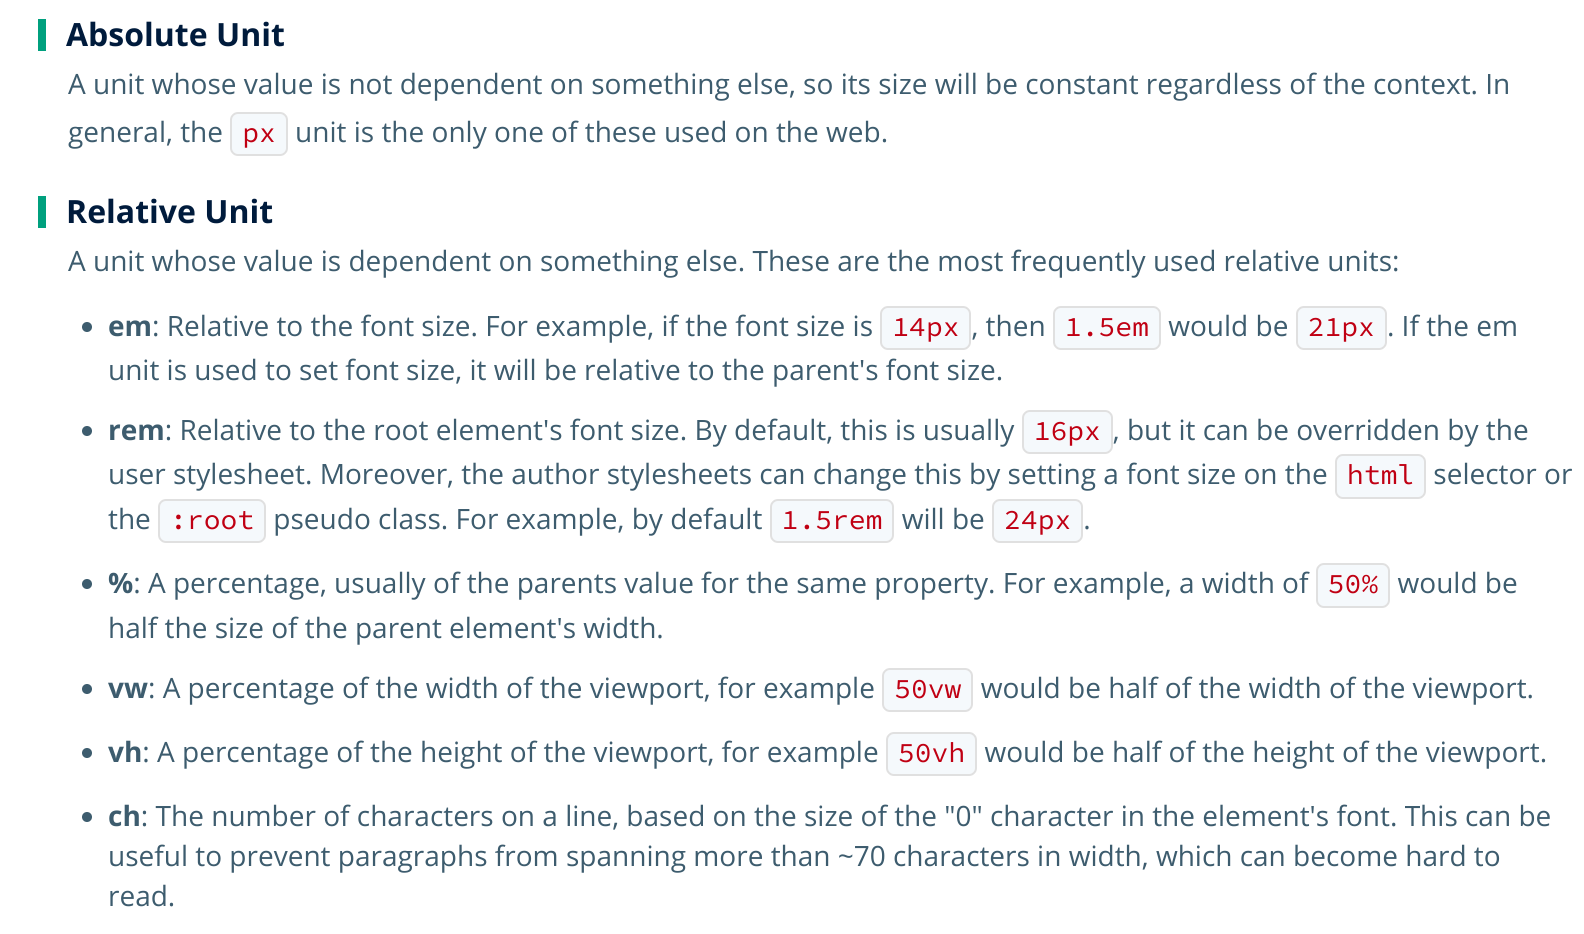 Absolute Unit
A unit whose value is not dependent on something else, so its size will be constant regardless of the context. In
general, the px unit is the only one of these used on the web.
Relative Unit
A unit whose value is dependent on something else. These are the most frequently used relative units:
• em: Relative to the font size. For example, if the font size is 14px, then 1.5em would be 21px. If the em
unit is used to set font size, it will be relative to the parent's font size.
• rem: Relative to the root element's font size. By default, this is usually 16px, but it can be overridden by the
user stylesheet. Moreover, the author stylesheets can change this by setting a font size on the html selector or
the :root pseudo class. For example, by default 1.5rem will be 24px.
• %: A percentage, usually of the parents value for the same property. For example, a width of 50% would be
half the size of the parent element's width.
• vw: A percentage of the width of the viewport, for example 50vw would be half of the width of the viewport.
• vh: A percentage of the height of the viewport, for example 50vh would be half of the height of the viewport.
• ch: The number of characters on a line, based on the size of the "0" character in the element's font. This can be
useful to prevent paragraphs from spanning more than ~70 characters in width, which can become hard to
read.